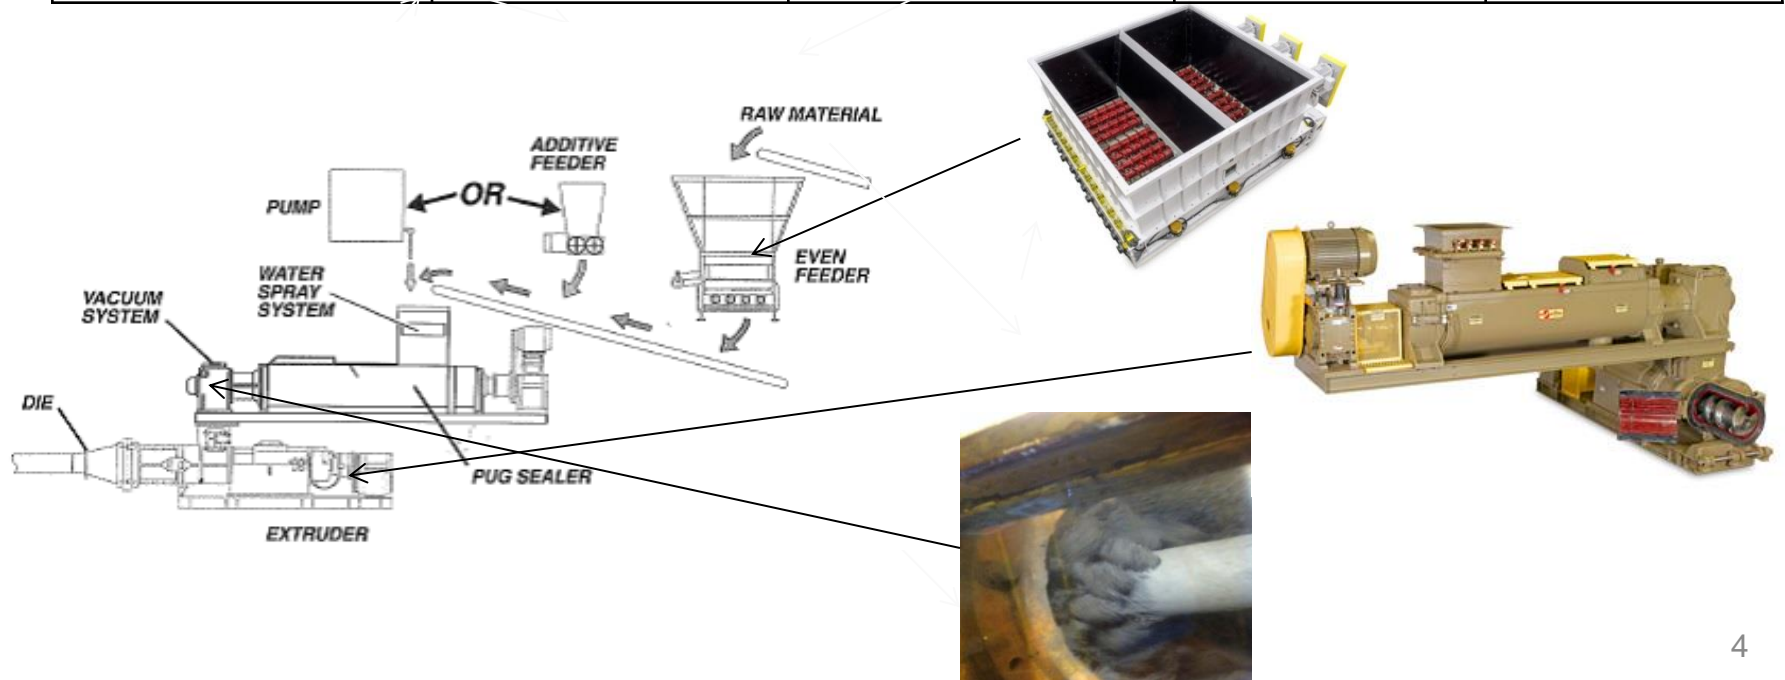 RAW MATERIAL
ADDITIVE
FEEDER
OR
PUMP
EVEN
FEEDER
WATER
SPRAY
SYSTEM
VACUUM
SYSTEM
DIE
PUG SEALER
EXTRUDER
4